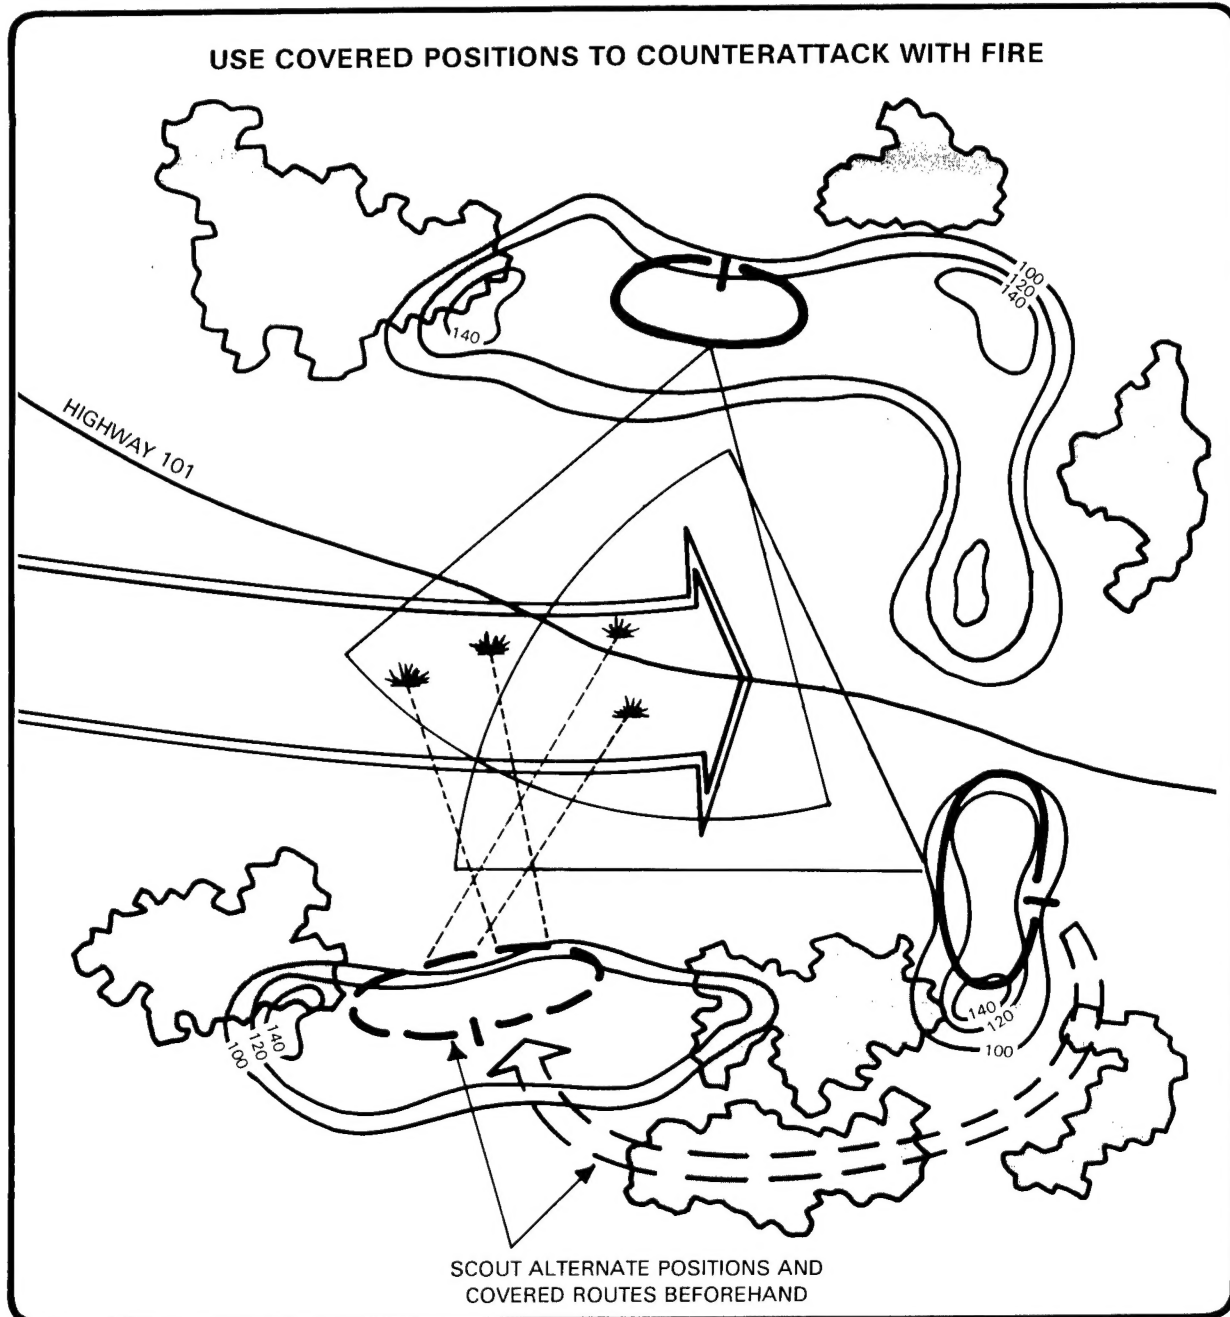 USE COVERED POSITIONS TO COUNTERATTACK WITH FIRE
100
120
140
140
HIGHWAY 101
140
120
100
140
120
100
SCOUT ALTERNATE POSITIONS AND
COVERED ROUTES BEFOREHAND